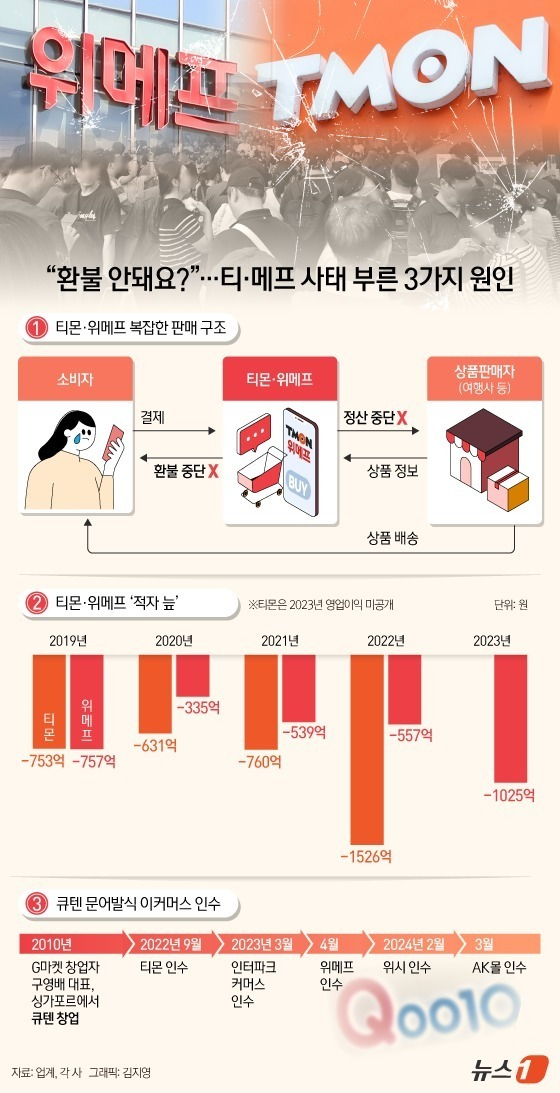 위메프
TMON
“환불 안돼요?”…티·메프 사태 부른 3가지 원인
1 티몬·위메프 복잡한 판매 구조
소비자
티몬·위메프
상품판매자
(여행사 등)
결제
환불 중단X
TMON
위메프
BUY
정산 중단X
상품 정보
상품 배송
2 티몬·위메프 ‘적자 늪’
※티몬은 2023년 영업이익 미공개
단위: 원
2019년
2020년
2021년
2022년
2023년
티몬
위메프
-753억
-757억
-631억
-335억
-760억
-539억
-1526억
-557억
-1025억
3 큐텐 문어발식 이커머스 인수
2010년
G마켓 창업자
구영배 대표,
싱가포르에서
큐텐 창업
2022년 9월
티몬 인수
2023년 3월
인터파크
커머스
인수
4월
위메프
인수
2024년 2월
위시 인수
3월
AK몰 인수
Qoo10
자료: 업계, 각 사 그래픽: 김지영
뉴스1